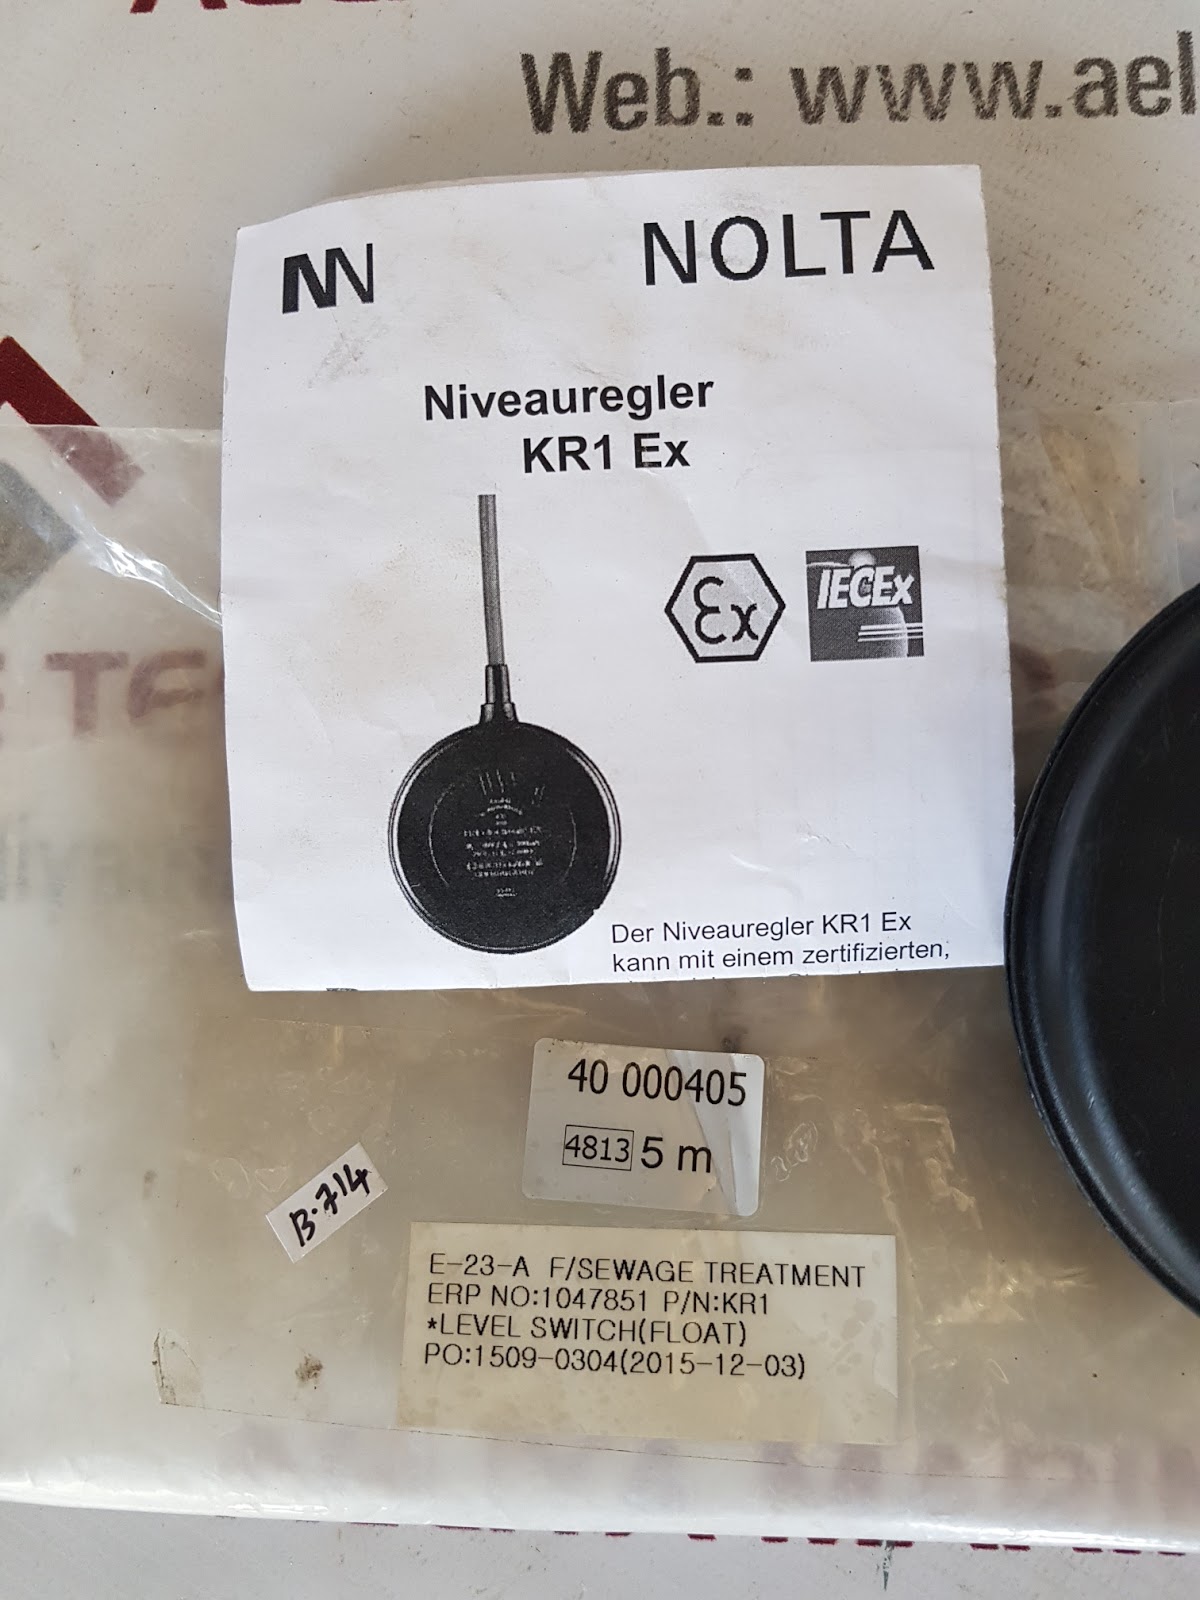 Web.: www.ael
NOLTA
Niveauregler
KR1 Ex
Ex
IECEx
Der Niveauregler KR1 Ex
kann mit einem zertifizierten,
40 000405
4813 5 m
B.714
E-23-A F/SEWAGE TREATMENT
ERP NO:1047851 P/N:KR1
*LEVEL SWITCH(FLOAT)
PO:1509-0304(2015-12-03)